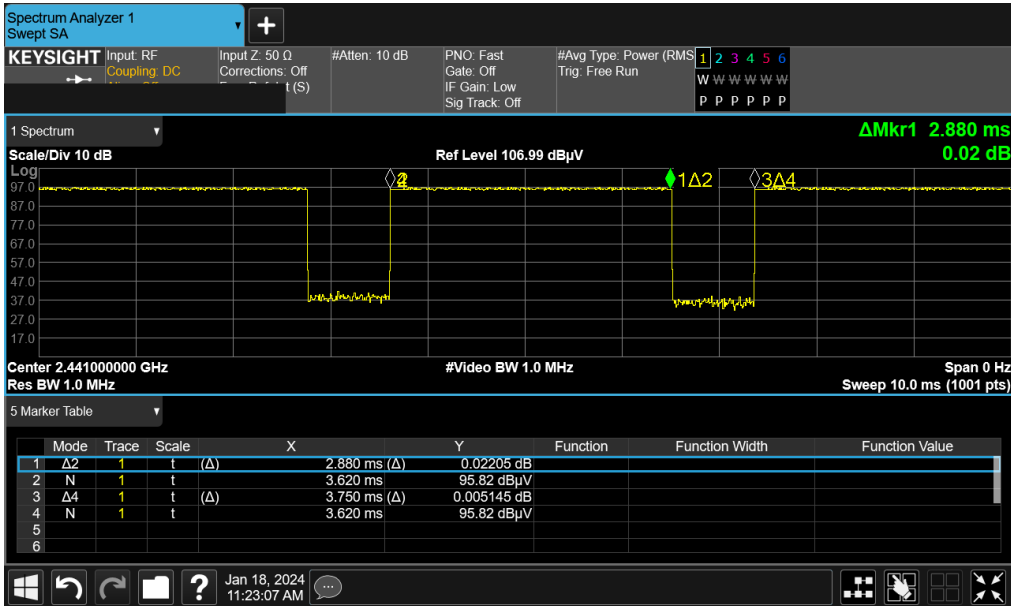 Spectrum Analyzer 1
Swept SA
+
KEYSIGHT Input: RF
Coupling: DC
Input Z: 50 Ω
Corrections: Off
(S)
#Atten: 10 dB
PNO: Fast
Gate: Off
IF Gain: Low
Sig Track: Off
#Avg Type: Power (RMS
Trig: Free Run
1 2 3 4 5 6
W W W W W W
P P P P P P
1 Spectrum
ΔMkr1 2.880 ms
0.02 dB
Scale/Div 10 dB
Ref Level 106.99 dBµV
Log
97.0
87.0
77.0
67.0
57.0
47.0
37.0
27.0
17.0
1Δ2
3Δ4
Center 2.441000000 GHz
#Video BW 1.0 MHz
Span 0 Hz
Res BW 1.0 MHz
Sweep 10.0 ms (1001 pts)
5 Marker Table
Mode Trace Scale X Y Function Function Width Function Value
1 Δ2 1 t (Δ) 2.880 ms (Δ) 0.02205 dB
2 N 1 t 3.620 ms 95.82 dBµV
3 Δ4 1 t (Δ) 3.750 ms (Δ) 0.005145 dB
4 N 1 t 3.620 ms 95.82 dBµV
5
6
?
Jan 18, 2024
11:23:07 AM